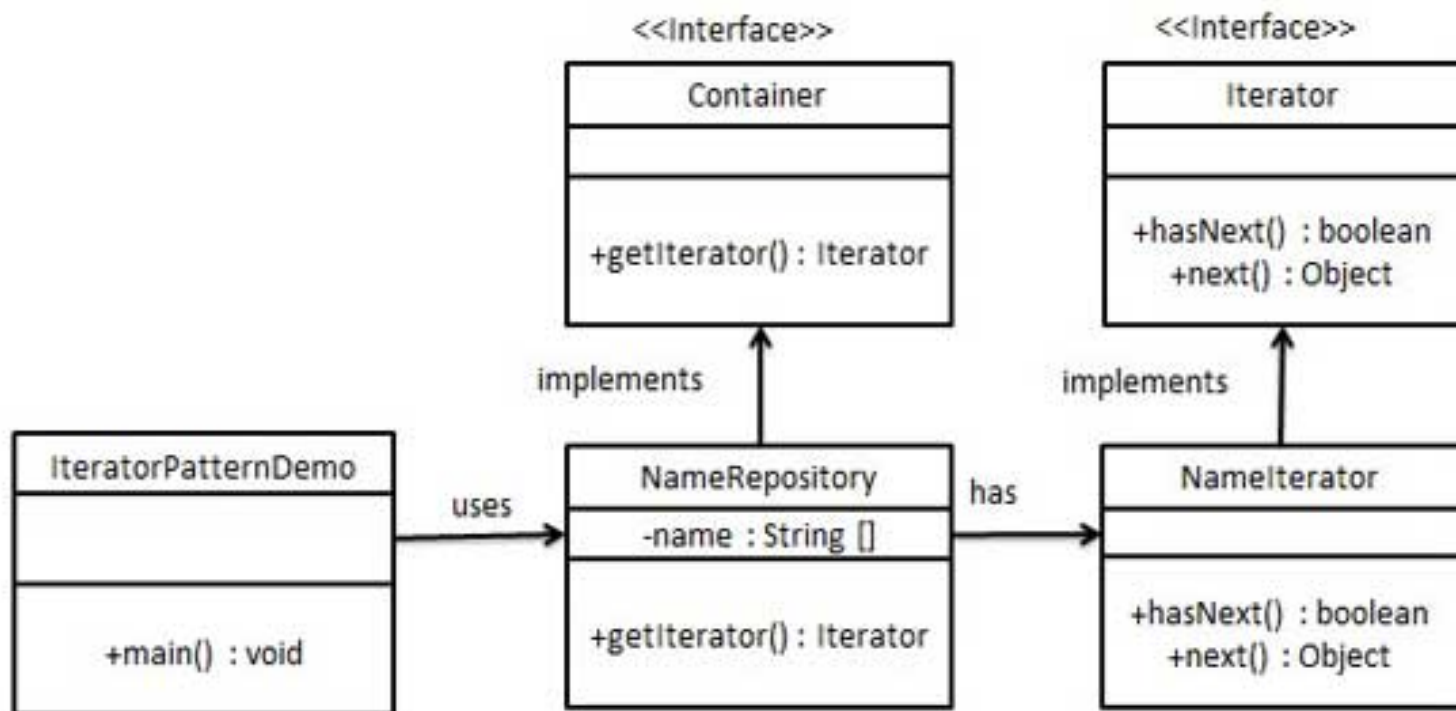 <<Interface>>
Container
+getIterator() : Iterator
<<Interface>>
Iterator
+hasNext() : boolean
+next() : Object
implements
implements
IteratorPatternDemo
+main() : void
uses
NameRepository
-name : String []
+getIterator() : Iterator
has
NameIterator
+hasNext() : boolean
+next() : Object